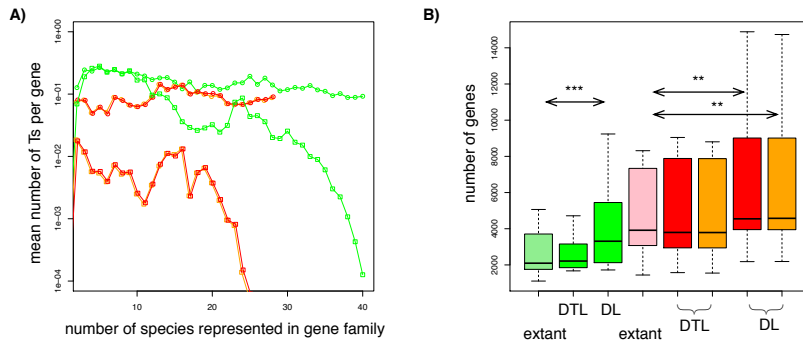 A)
mean number of Ts per gene
1e+00
1e-01
1e-02
1e-03
1e-04
10
20
30
40
number of species represented in gene family
B)
number of genes
14000
12000
10000
8000
6000
4000
2000
***
**
**
DTL DL DTL DL
extant extant